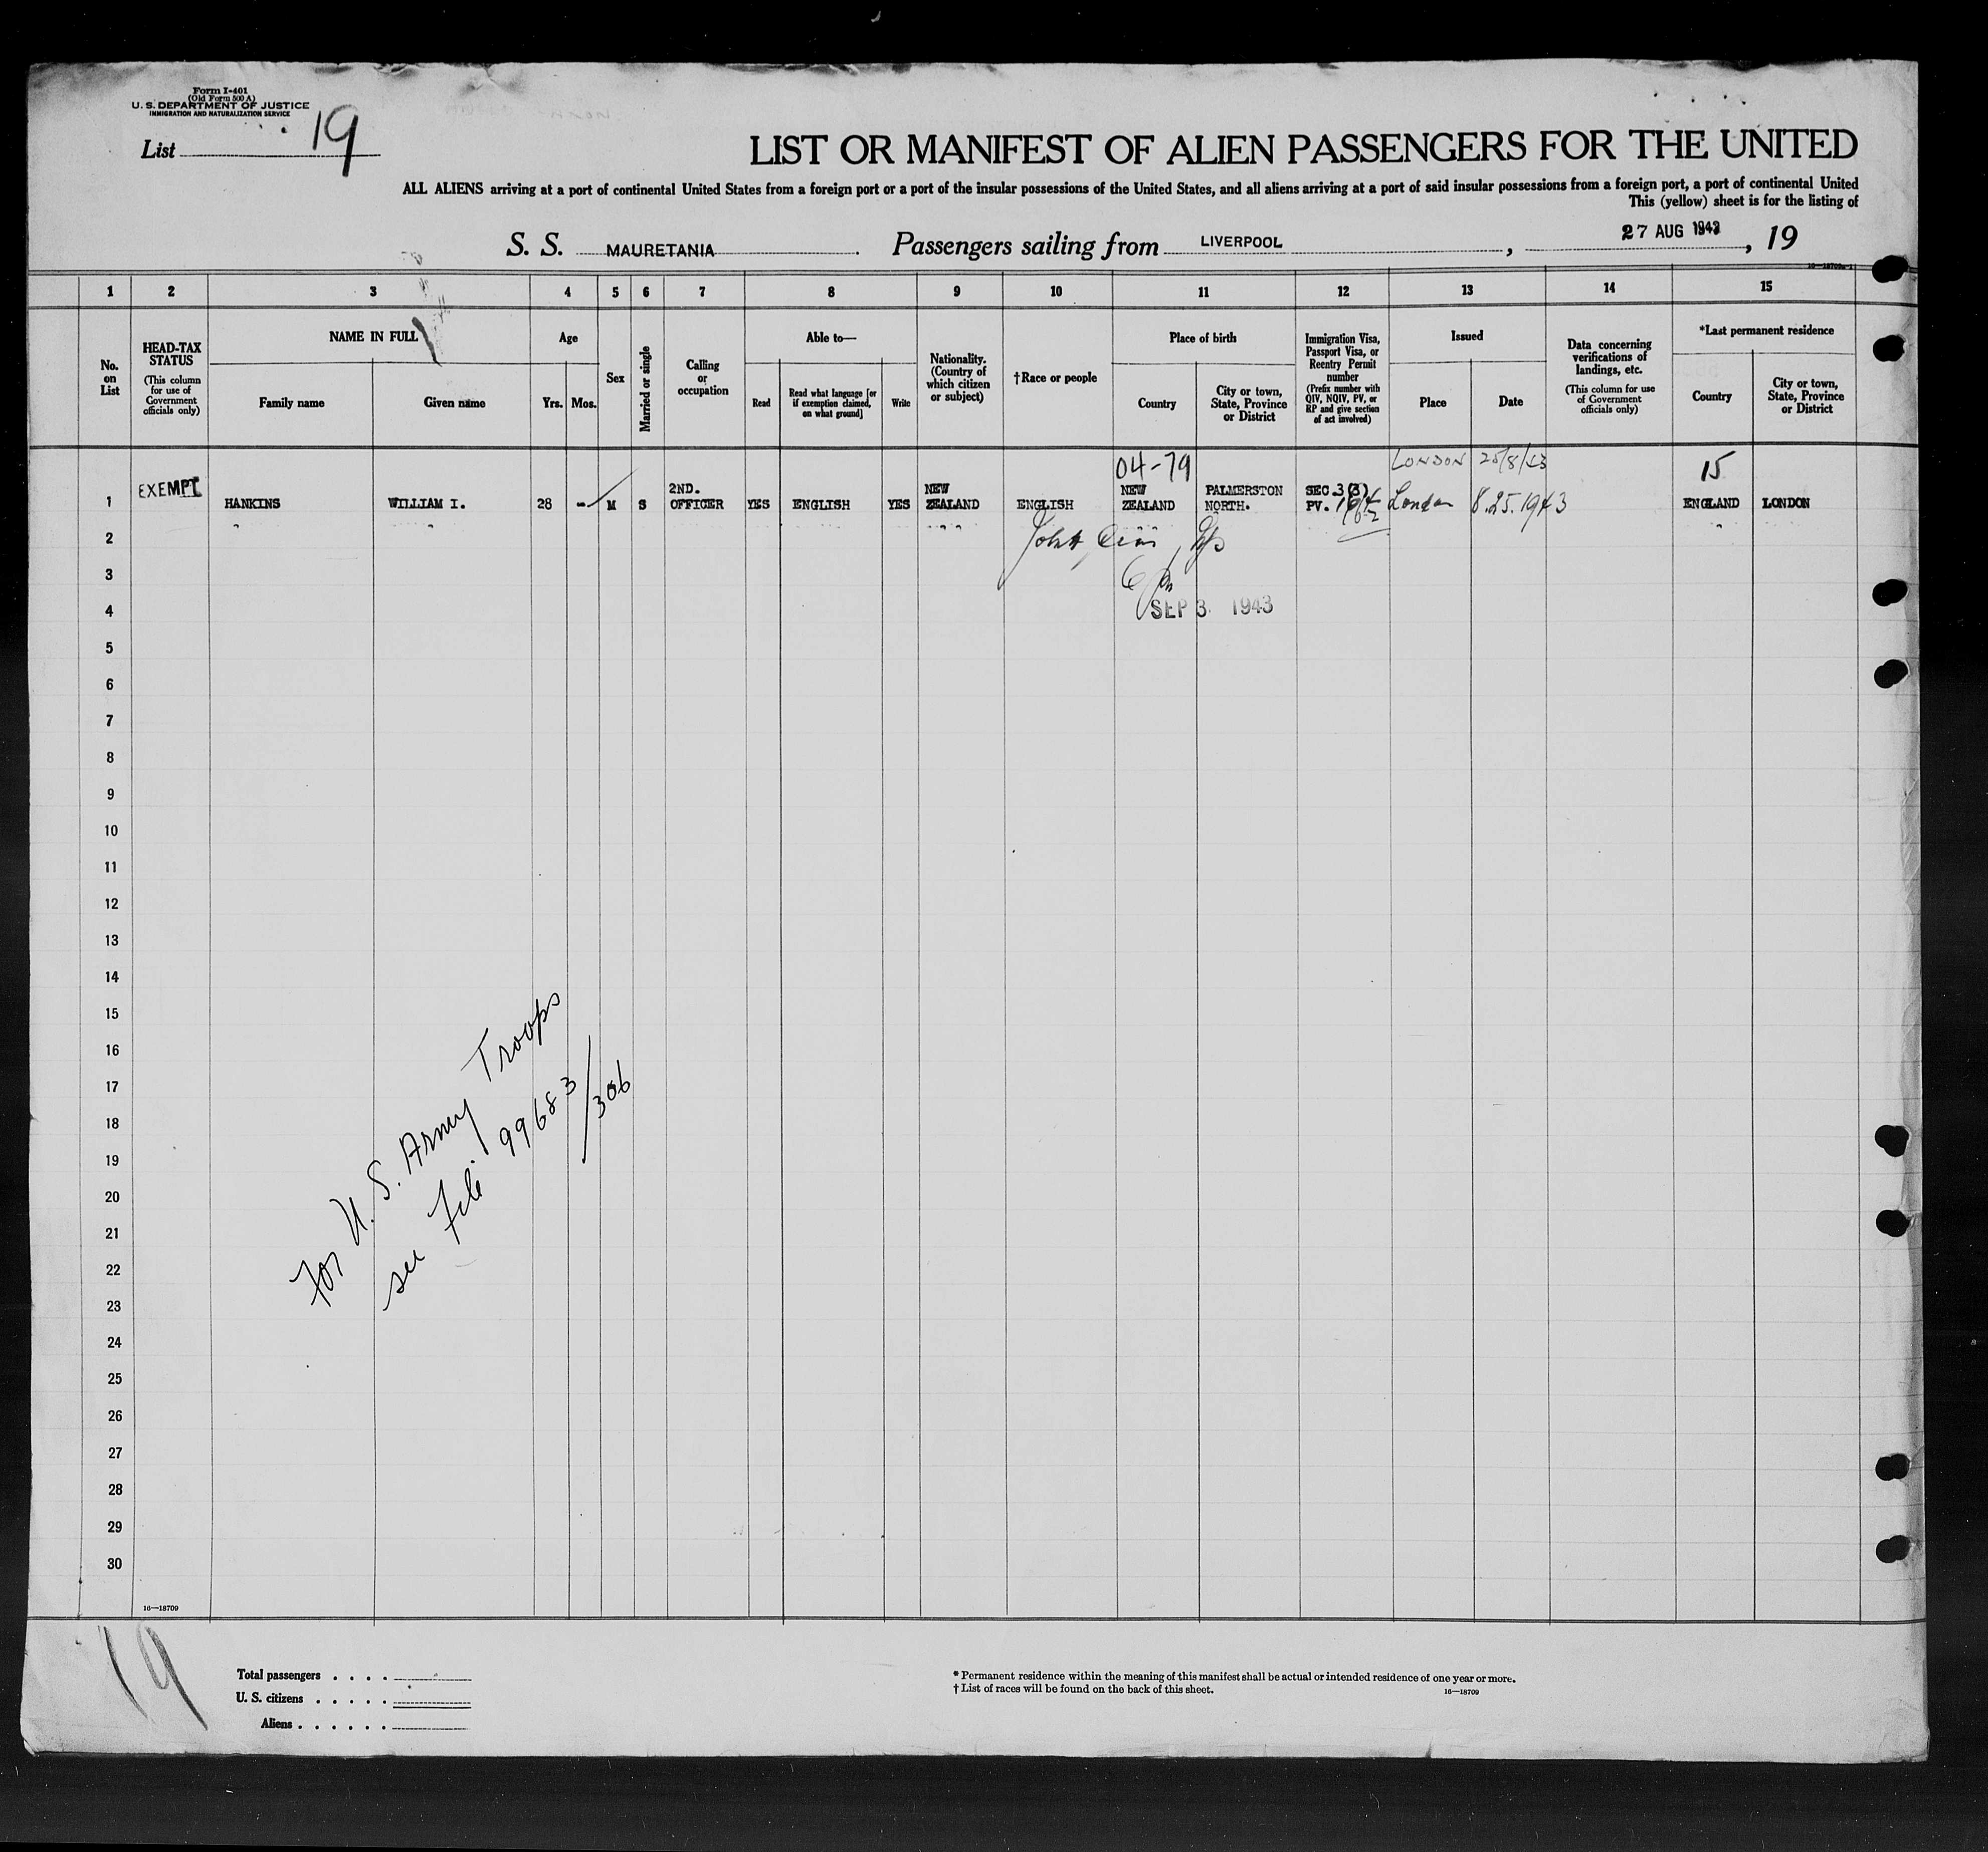 Form I-401
(Old Form 500 A)
U. S. DEPARTMENT OF JUSTICE
IMMIGRATION AND NATURALIZATION SERVICE
List 19
LIST OR MANIFEST OF ALIEN PASSENGERS FOR THE UNITED
ALL ALIENS arriving at a port of continental United States from a foreign port or a port of the insular possessions of the United States, and all aliens arriving at a port of said insular possessions from a foreign port, a port of continental United
This (yellow) sheet is for the listing of
S. S. MAURETANIA. Passengers sailing from LIVERPOOL, 27 AUG 1943, 19
1 2 3 4 5 6 7 8 9 10 11 12 13 14 15
No. on List
HEAD-TAX STATUS
(This column for use of Government officials only)
NAME IN FULL
Family name
Given name
Age
Yrs.
Mos.
Sex
Married or single
Calling or occupation
Able to—
Read
Read what language [or if exemption claimed, on what ground]
Write
Nationality. (Country of which citizen or subject)
†Race or people
Place of birth
Country
City or town, State, Province or District
Immigration Visa, Passport Visa, or Reentry Permit number
(Prefix number with QIV, NQIV, PV, or RP and give section of act involved)
Issued
Place
Date
Data concerning verifications of landings, etc.
(This column for use of Government officials only)
*Last permanent residence
Country
City or town, State, Province or District
04-79 LONDON 25/8/43 15
EXEMPT 2ND. NEW NEW PALMERSTON SEC.3(3)
1 HANKINS WILLIAM I. 28 - M S OFFICER YES ENGLISH YES ZEALAND ENGLISH ZEALAND NORTH. PV. London 8.25.1943 ENGLAND LONDON
2
3
4 SEP 3 1943
5
6
7
8
9
10
11
12
13
14
15
16
17
18
19
20
21
22
23
24
25
26
27
28
29
30
For U.S. Army Troops
see File 99683/306
16—18709
19
Total passengers . . . .
U. S. citizens . . . . .
Aliens . . . . . .
* Permanent residence within the meaning of this manifest shall be actual or intended residence of one year or more.
† List of races will be found on the back of this sheet.
16—18709